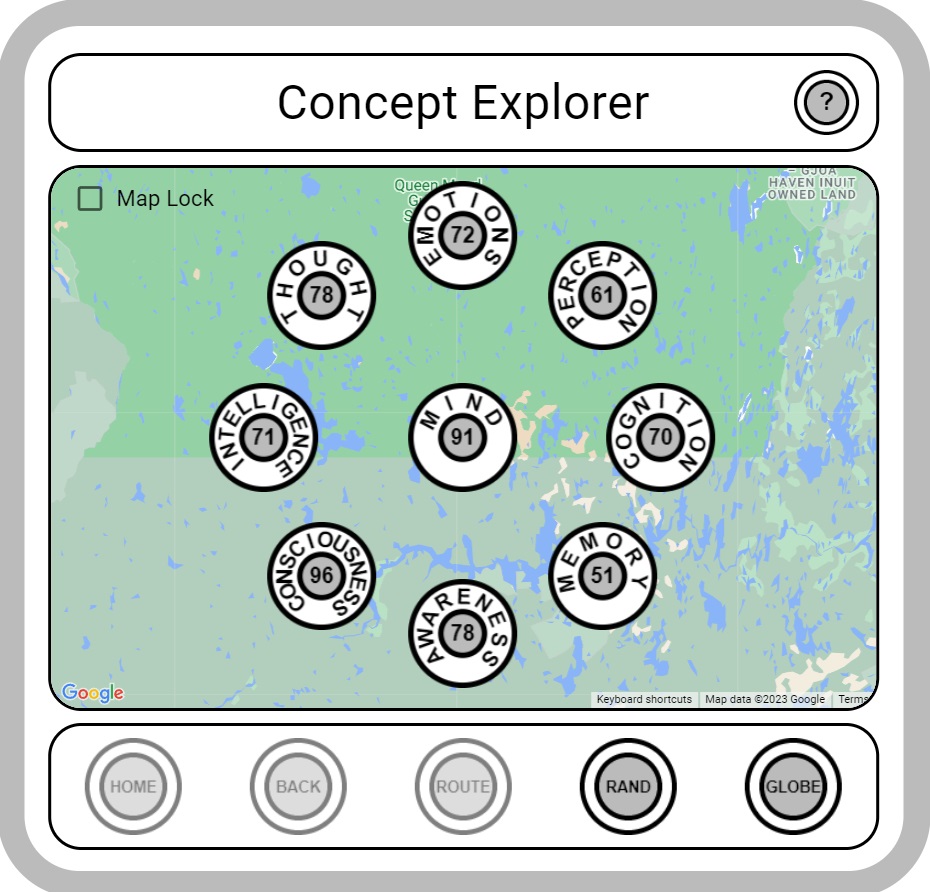 Concept Explorer
?
Map Lock
GJOA
HAVEN INUIT
OWNED LAND
EMOTIONS
72
THOUGHT
78
PERCEPTION
61
INTELLIGENCE
71
MIND
91
COGNITION
70
CONSCIOUSNESS
96
MEMORY
51
AWARENESS
78
Google
Keyboard shortcuts
Map data ©2023 Google
Terms
HOME
BACK
ROUTE
RAND
GLOBE